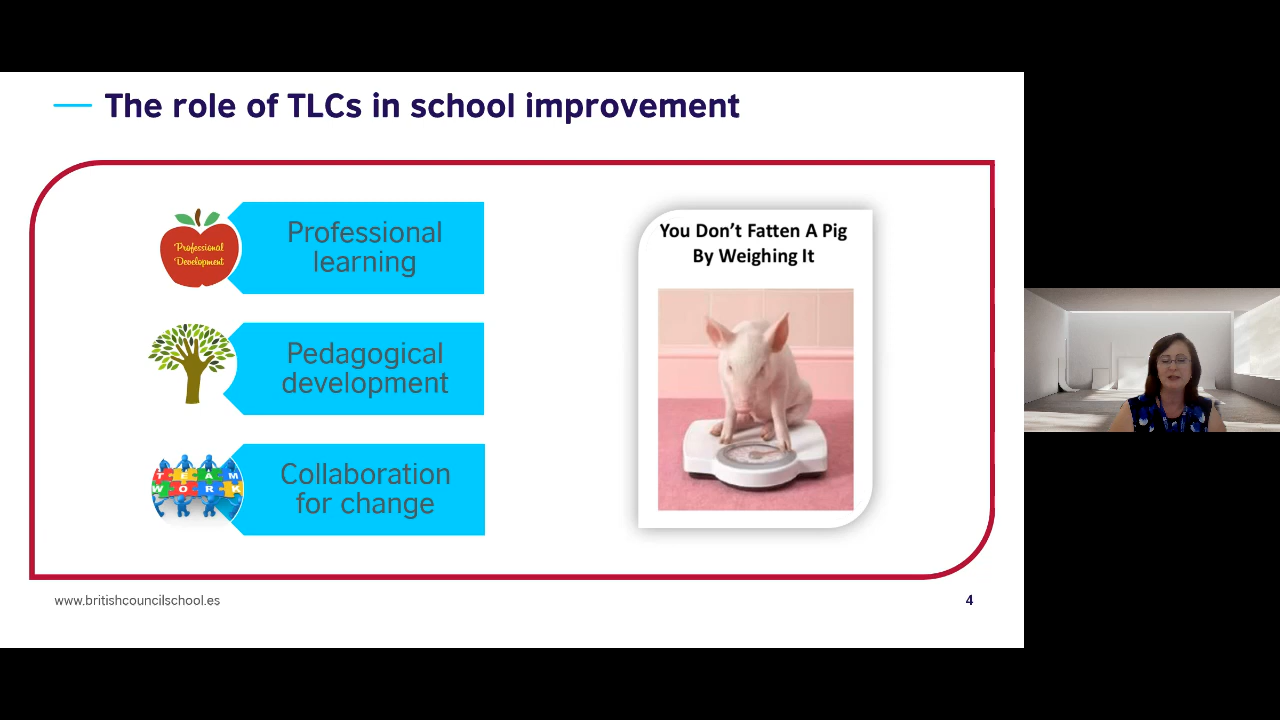 The role of TLCs in school improvement
Professional
Development
Professional
learning
Pedagogical
development
T E A M
W O R K
Collaboration
for change
You Don't Fatten A Pig
By Weighing It
www.britishcouncilschool.es
4